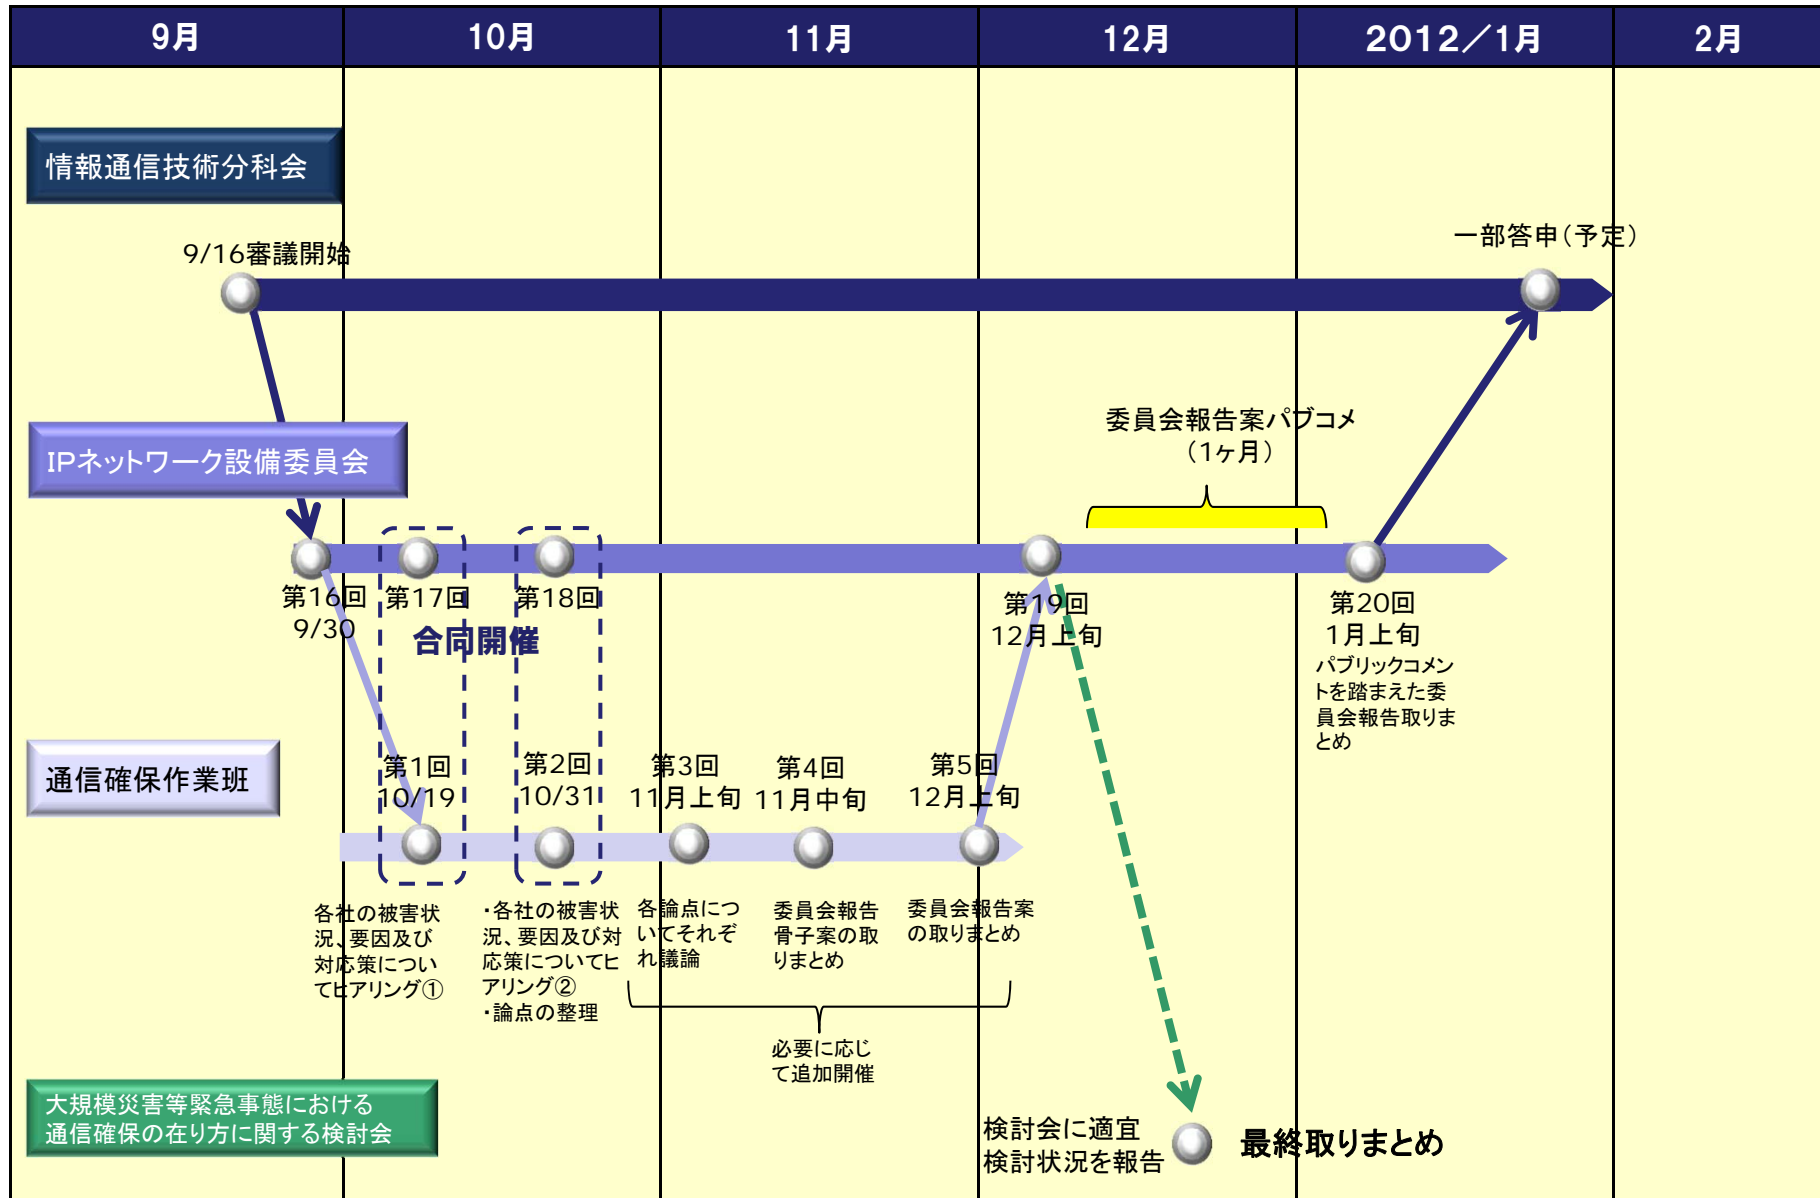 9月
10月
11月
12月
2012／1月
2月
情報通信技術分科会
9/16審議開始
一部答申（予定）
IPネットワーク設備委員会
委員会報告案パブコメ
（1ヶ月）
第16回
9/30
第17回
第18回
合同開催
第19回
12月上旬
第20回
1月上旬
パブリックコメン
トを踏まえた委
員会報告取りま
とめ
通信確保作業班
第1回
10/19
第2回
10/31
第3回
11月上旬
第4回
11月中旬
第5回
12月上旬
各社の被害状
況、要因及び
対応策につい
てヒアリング①
・各社の被害状
況、要因及び対
応策についてヒ
アリング②
・論点の整理
各論点につ
いてそれぞ
れ議論
委員会報告
骨子案の取
りまとめ
委員会報告案
の取りまとめ
必要に応じ
て追加開催
大規模災害等緊急事態における
通信確保の在り方に関する検討会
検討会に適宜
検討状況を報告
最終取りまとめ